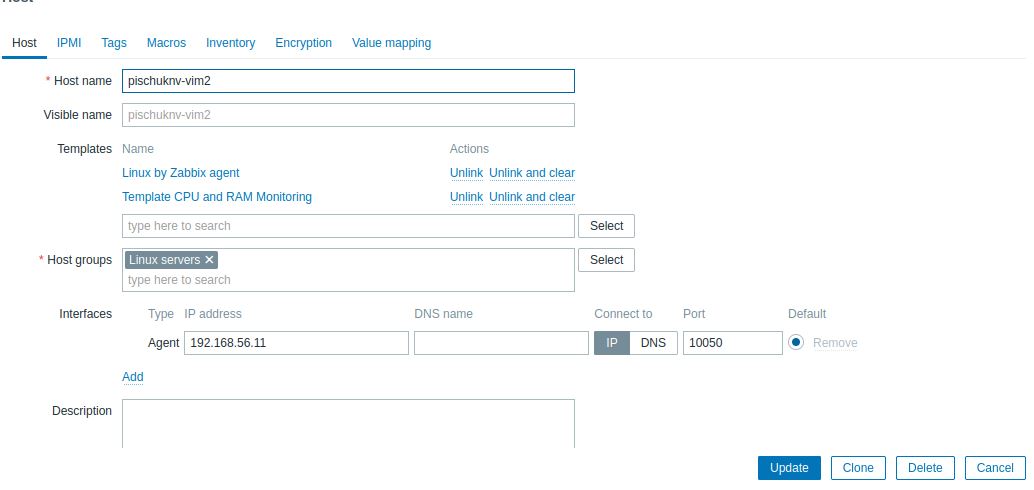 Host
Host IPMI Tags Macros Inventory Encryption Value mapping
* Host name pischuknv-vim2
Visible name pischuknv-vim2
Templates Name Actions
Linux by Zabbix agent Unlink Unlink and clear
Template CPU and RAM Monitoring Unlink Unlink and clear
type here to search Select
* Host groups Linux servers ✕ Select
type here to search
Interfaces Type IP address DNS name Connect to Port Default
Agent 192.168.56.11 IP DNS 10050 Remove
Add
Description
Update Clone Delete Cancel